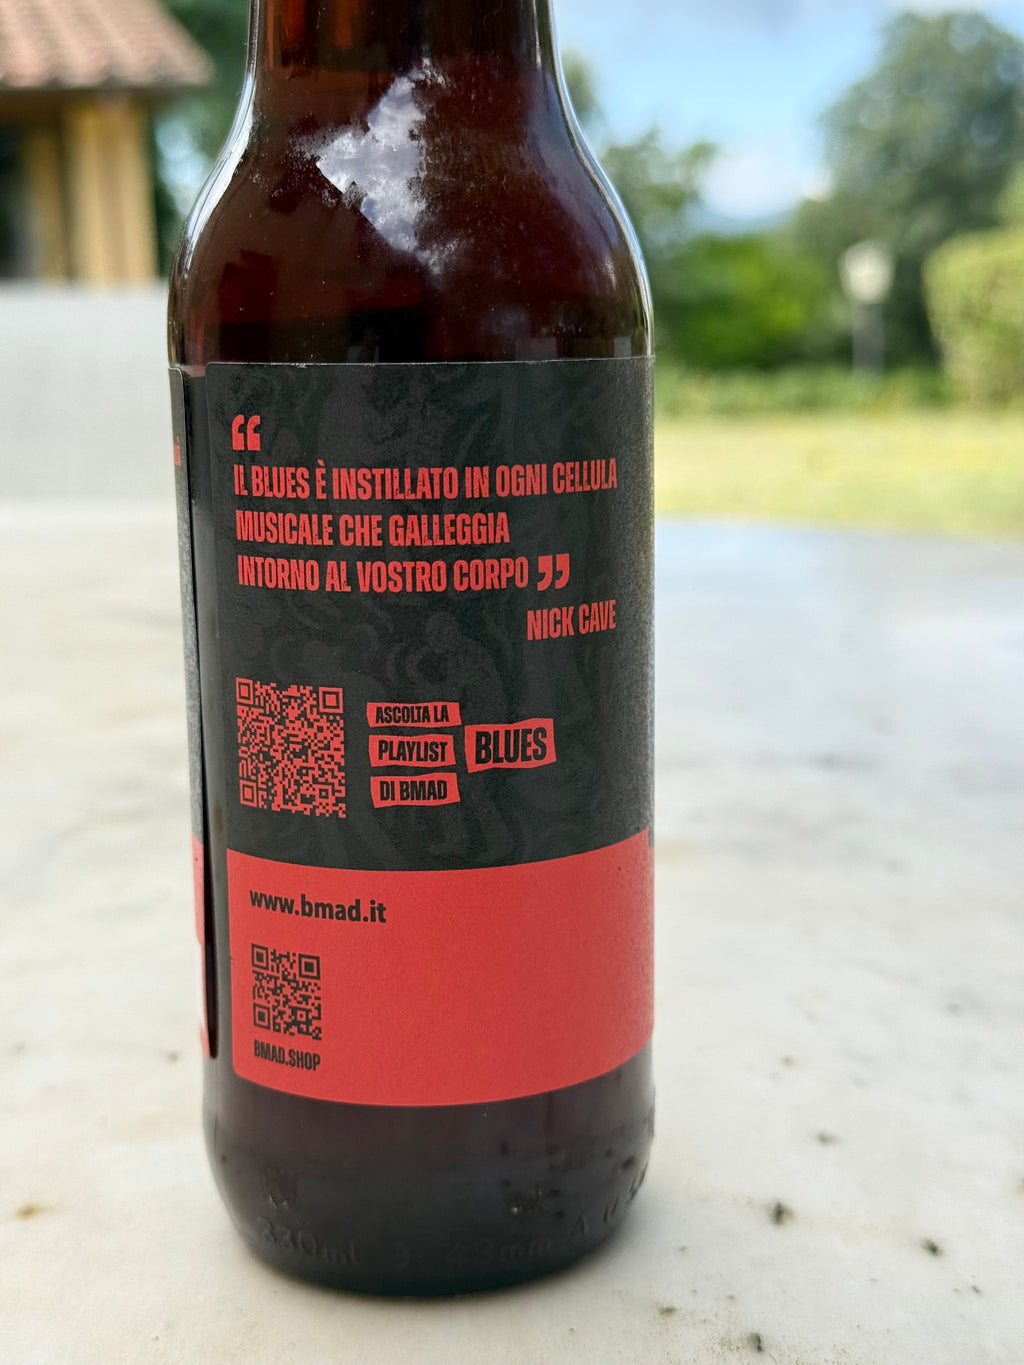 “
IL BLUES È INSTILLATO IN OGNI CELLULA
MUSICALE CHE GALLEGGIA
INTORNO AL VOSTRO CORPO ”
NICK CAVE
ASCOLTA LA
PLAYLIST
DI BMAD
BLUES
www.bmad.it
BMAD.SHOP
330ml